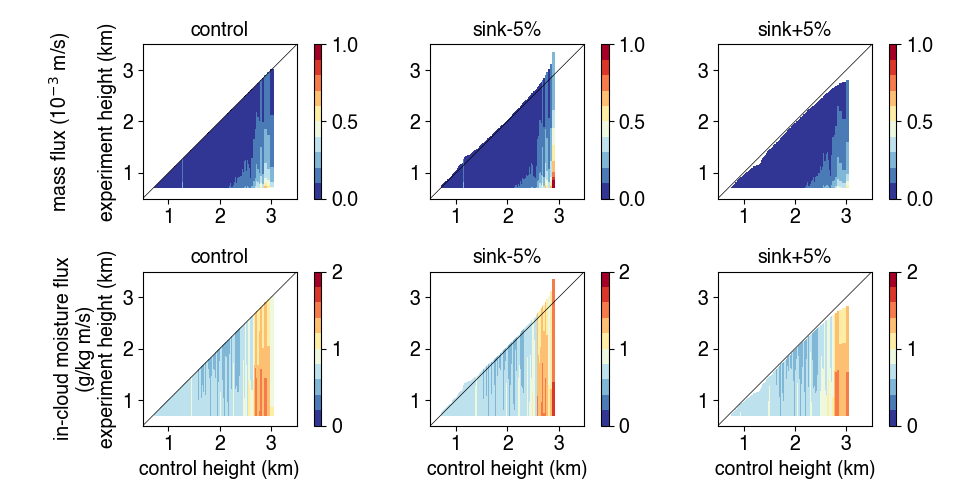 control
sink-5%
sink+5%
mass flux (10⁻³ m/s)
experiment height (km)
3
2
1
1 2 3
1.0
0.5
0.0
3
2
1
1 2 3
1.0
0.5
0.0
3
2
1
1 2 3
1.0
0.5
0.0
control
sink-5%
sink+5%
in-cloud moisture flux
(g/kg m/s)
experiment height (km)
3
2
1
1 2 3
control height (km)
2
1
0
3
2
1
1 2 3
control height (km)
2
1
0
3
2
1
1 2 3
control height (km)
2
1
0